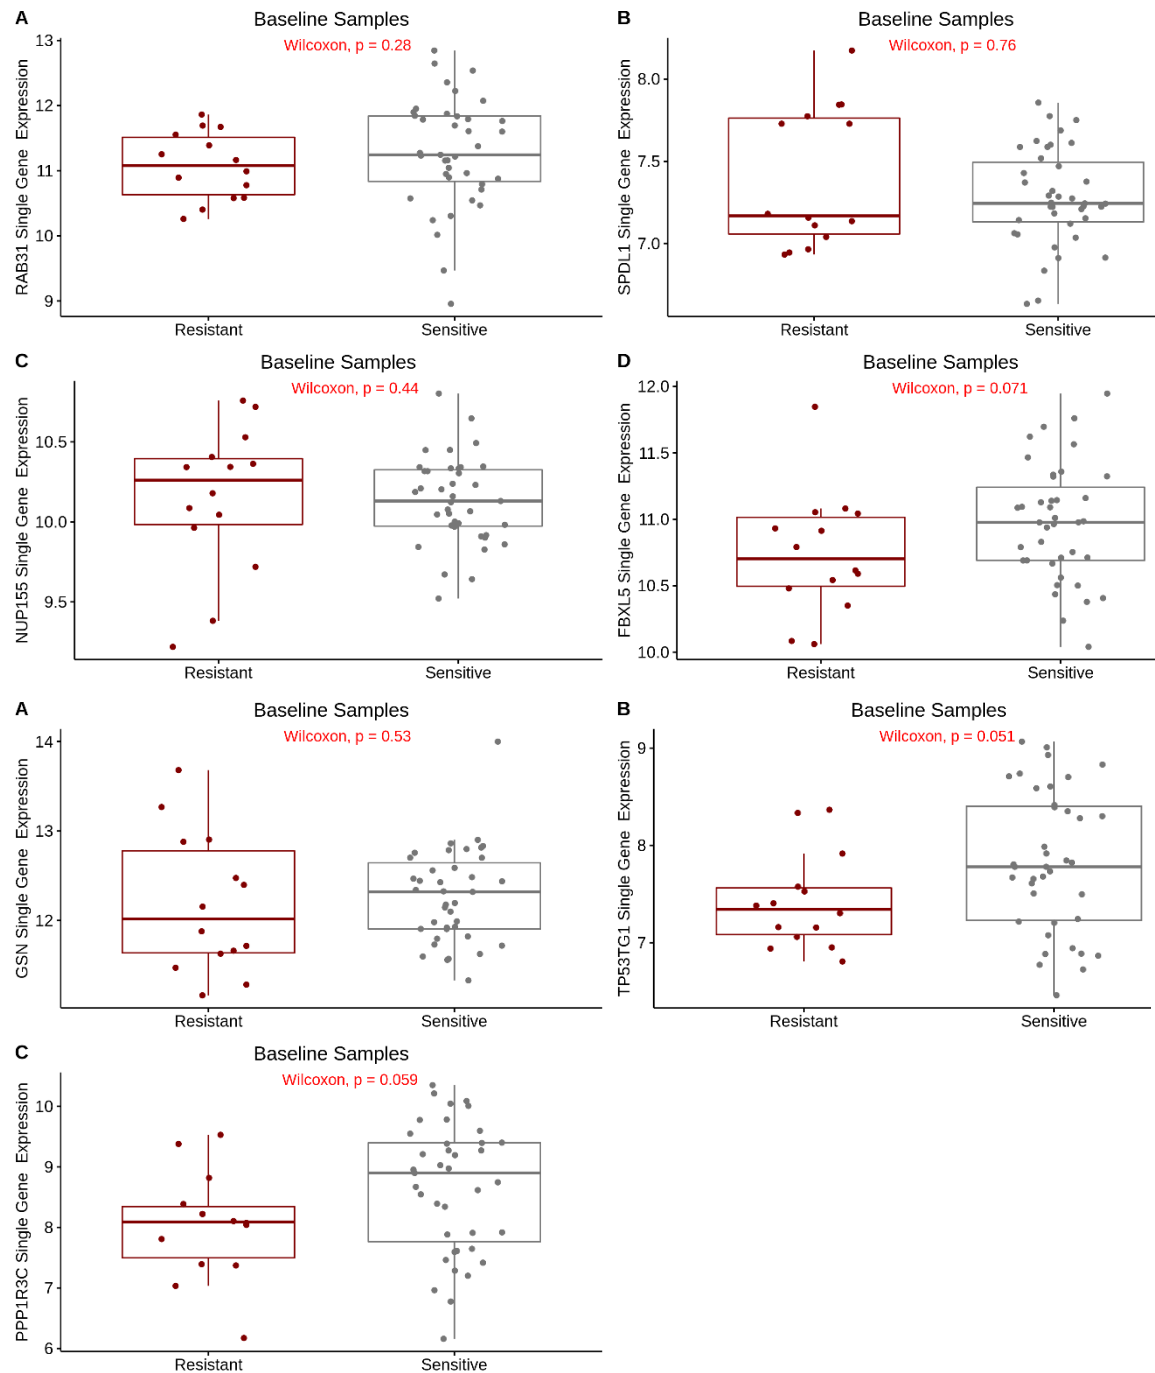 A
Baseline Samples
Wilcoxon, p = 0.28
RAB31 Single Gene Expression
13
12
11
10
9
Resistant
Sensitive
B
Baseline Samples
Wilcoxon, p = 0.76
SPDL1 Single Gene Expression
8.0
7.5
7.0
Resistant
Sensitive
C
Baseline Samples
Wilcoxon, p = 0.44
NUP155 Single Gene Expression
10.5
10.0
9.5
Resistant
Sensitive
D
Baseline Samples
Wilcoxon, p = 0.071
FBXL5 Single Gene Expression
12.0
11.5
11.0
10.5
10.0
Resistant
Sensitive
A
Baseline Samples
Wilcoxon, p = 0.53
GSN Single Gene Expression
14
13
12
Resistant
Sensitive
B
Baseline Samples
Wilcoxon, p = 0.051
TP53TG1 Single Gene Expression
9
8
7
Resistant
Sensitive
C
Baseline Samples
Wilcoxon, p = 0.059
PPP1R3C Single Gene Expression
10
9
8
7
6
Resistant
Sensitive